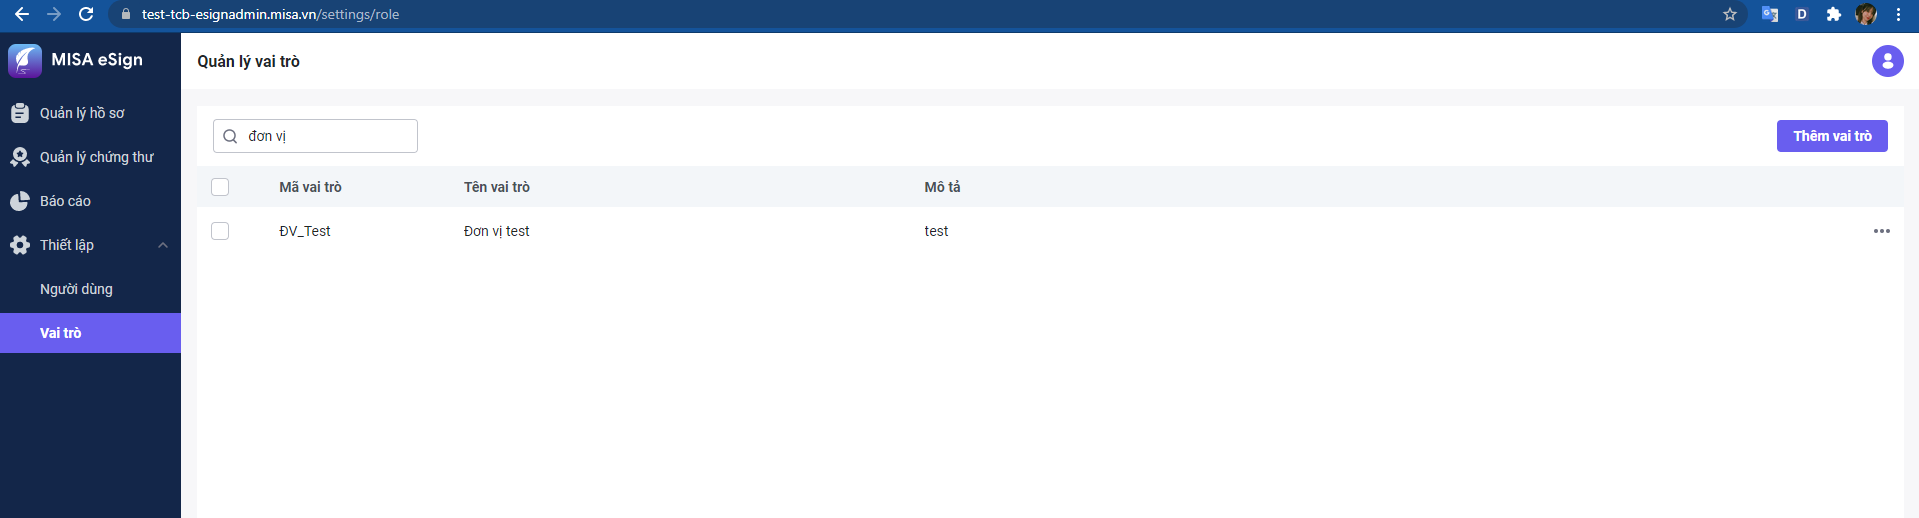 test-tcb-esignadmin.misa.vn/settings/role
D
MISA eSign
Quản lý vai trò
Quản lý hồ sơ
Quản lý chứng thư
Báo cáo
Thiết lập
Người dùng
Vai trò
đơn vị
Thêm vai trò
Mã vai trò Tên vai trò Mô tả
ĐV_Test Đơn vị test test